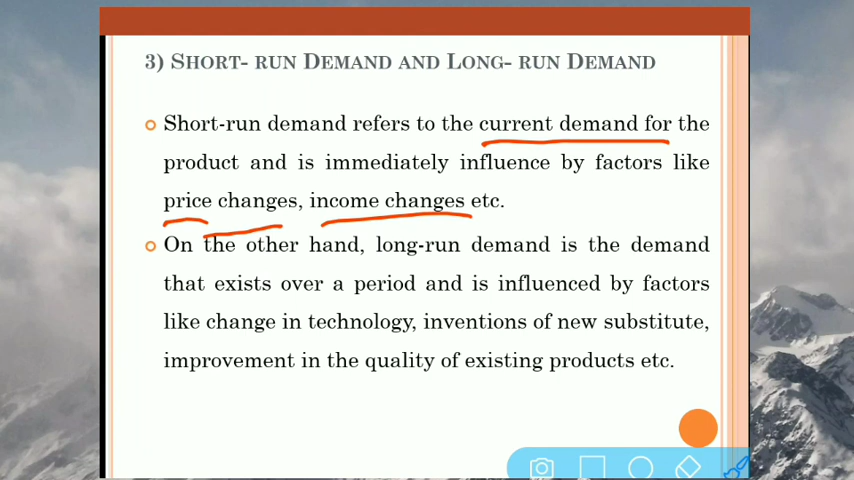 3) SHORT- RUN DEMAND AND LONG- RUN DEMAND
Short-run demand refers to the current demand for the
product and is immediately influence by factors like
price changes, income changes etc.
On the other hand, long-run demand is the demand
that exists over a period and is influenced by factors
like change in technology, inventions of new substitute,
improvement in the quality of existing products etc.